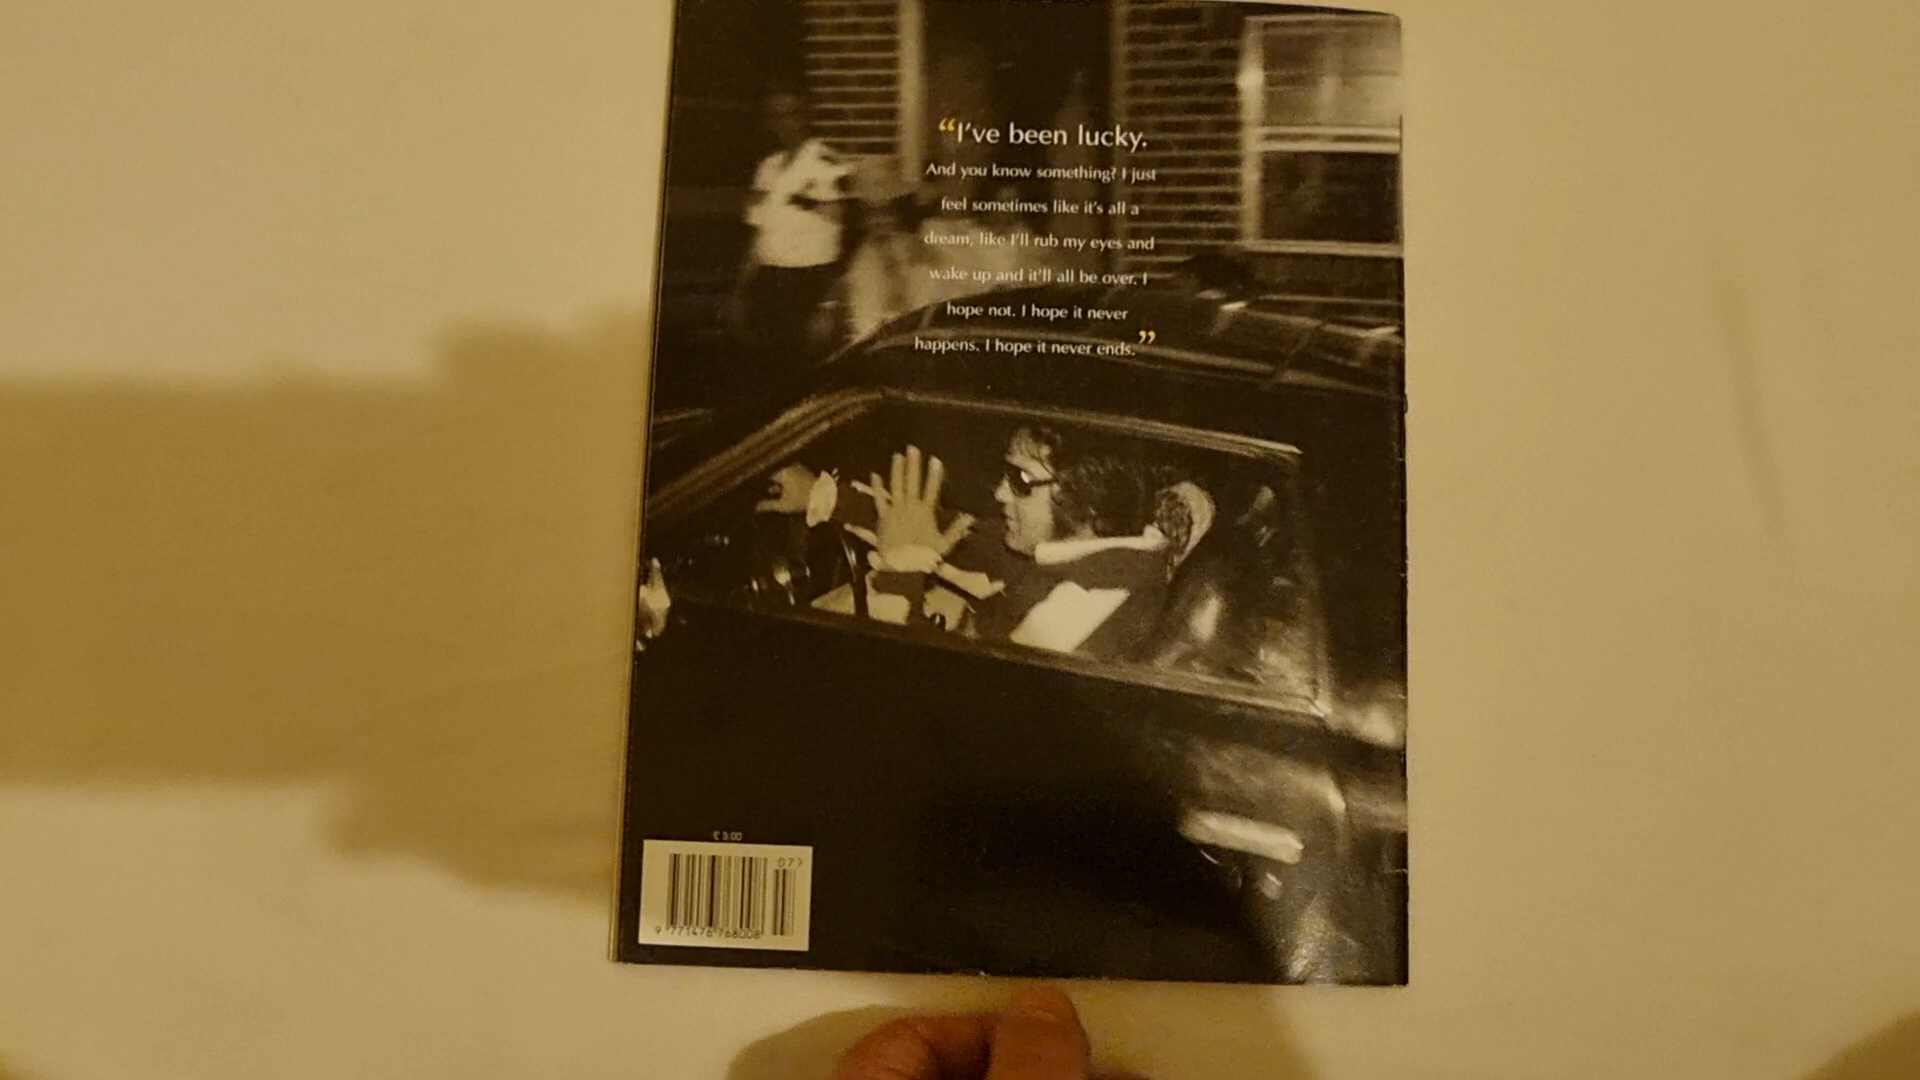 “I’ve been lucky.
And you know something? I just
feel sometimes like it’s all a
dream, like I’ll rub my eyes and
wake up and it’ll all be over. I
hope not. I hope it never
happens. I hope it never ends.”
£3.00
07>
9 771476 768008